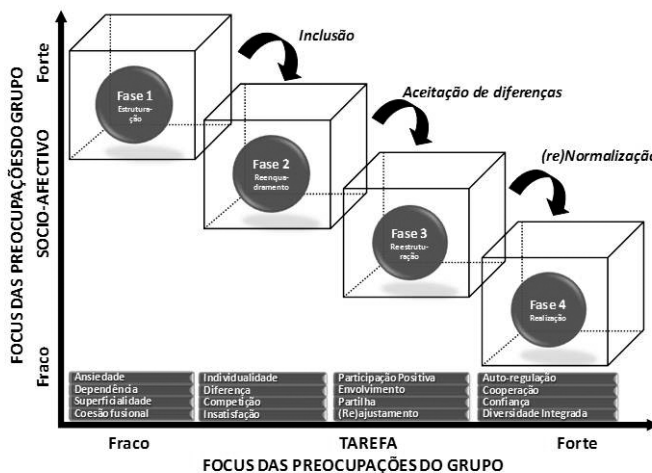 Inclusão
Aceitação de diferenças
(re)Normalização
Forte
SOCIO-AFECTIVO
Fraco
FOCUS DAS PREOCUPAÇÕESDO GRUPO
Fase 1
Estrutura-
ção
Fase 2
Reenqua-
dramento
Fase 3
Reestrutu-
ração
Fase 4
Realização
Ansiedade
Dependência
Superficialidade
Coesão fusional
Individualidade
Diferença
Competição
Insatisfação
Participação Positiva
Envolvimento
Partilha
(Re)ajustamento
Auto-regulação
Cooperação
Confiança
Diversidade Integrada
Fraco
TAREFA
Forte
FOCUS DAS PREOCUPAÇÕES DO GRUPO